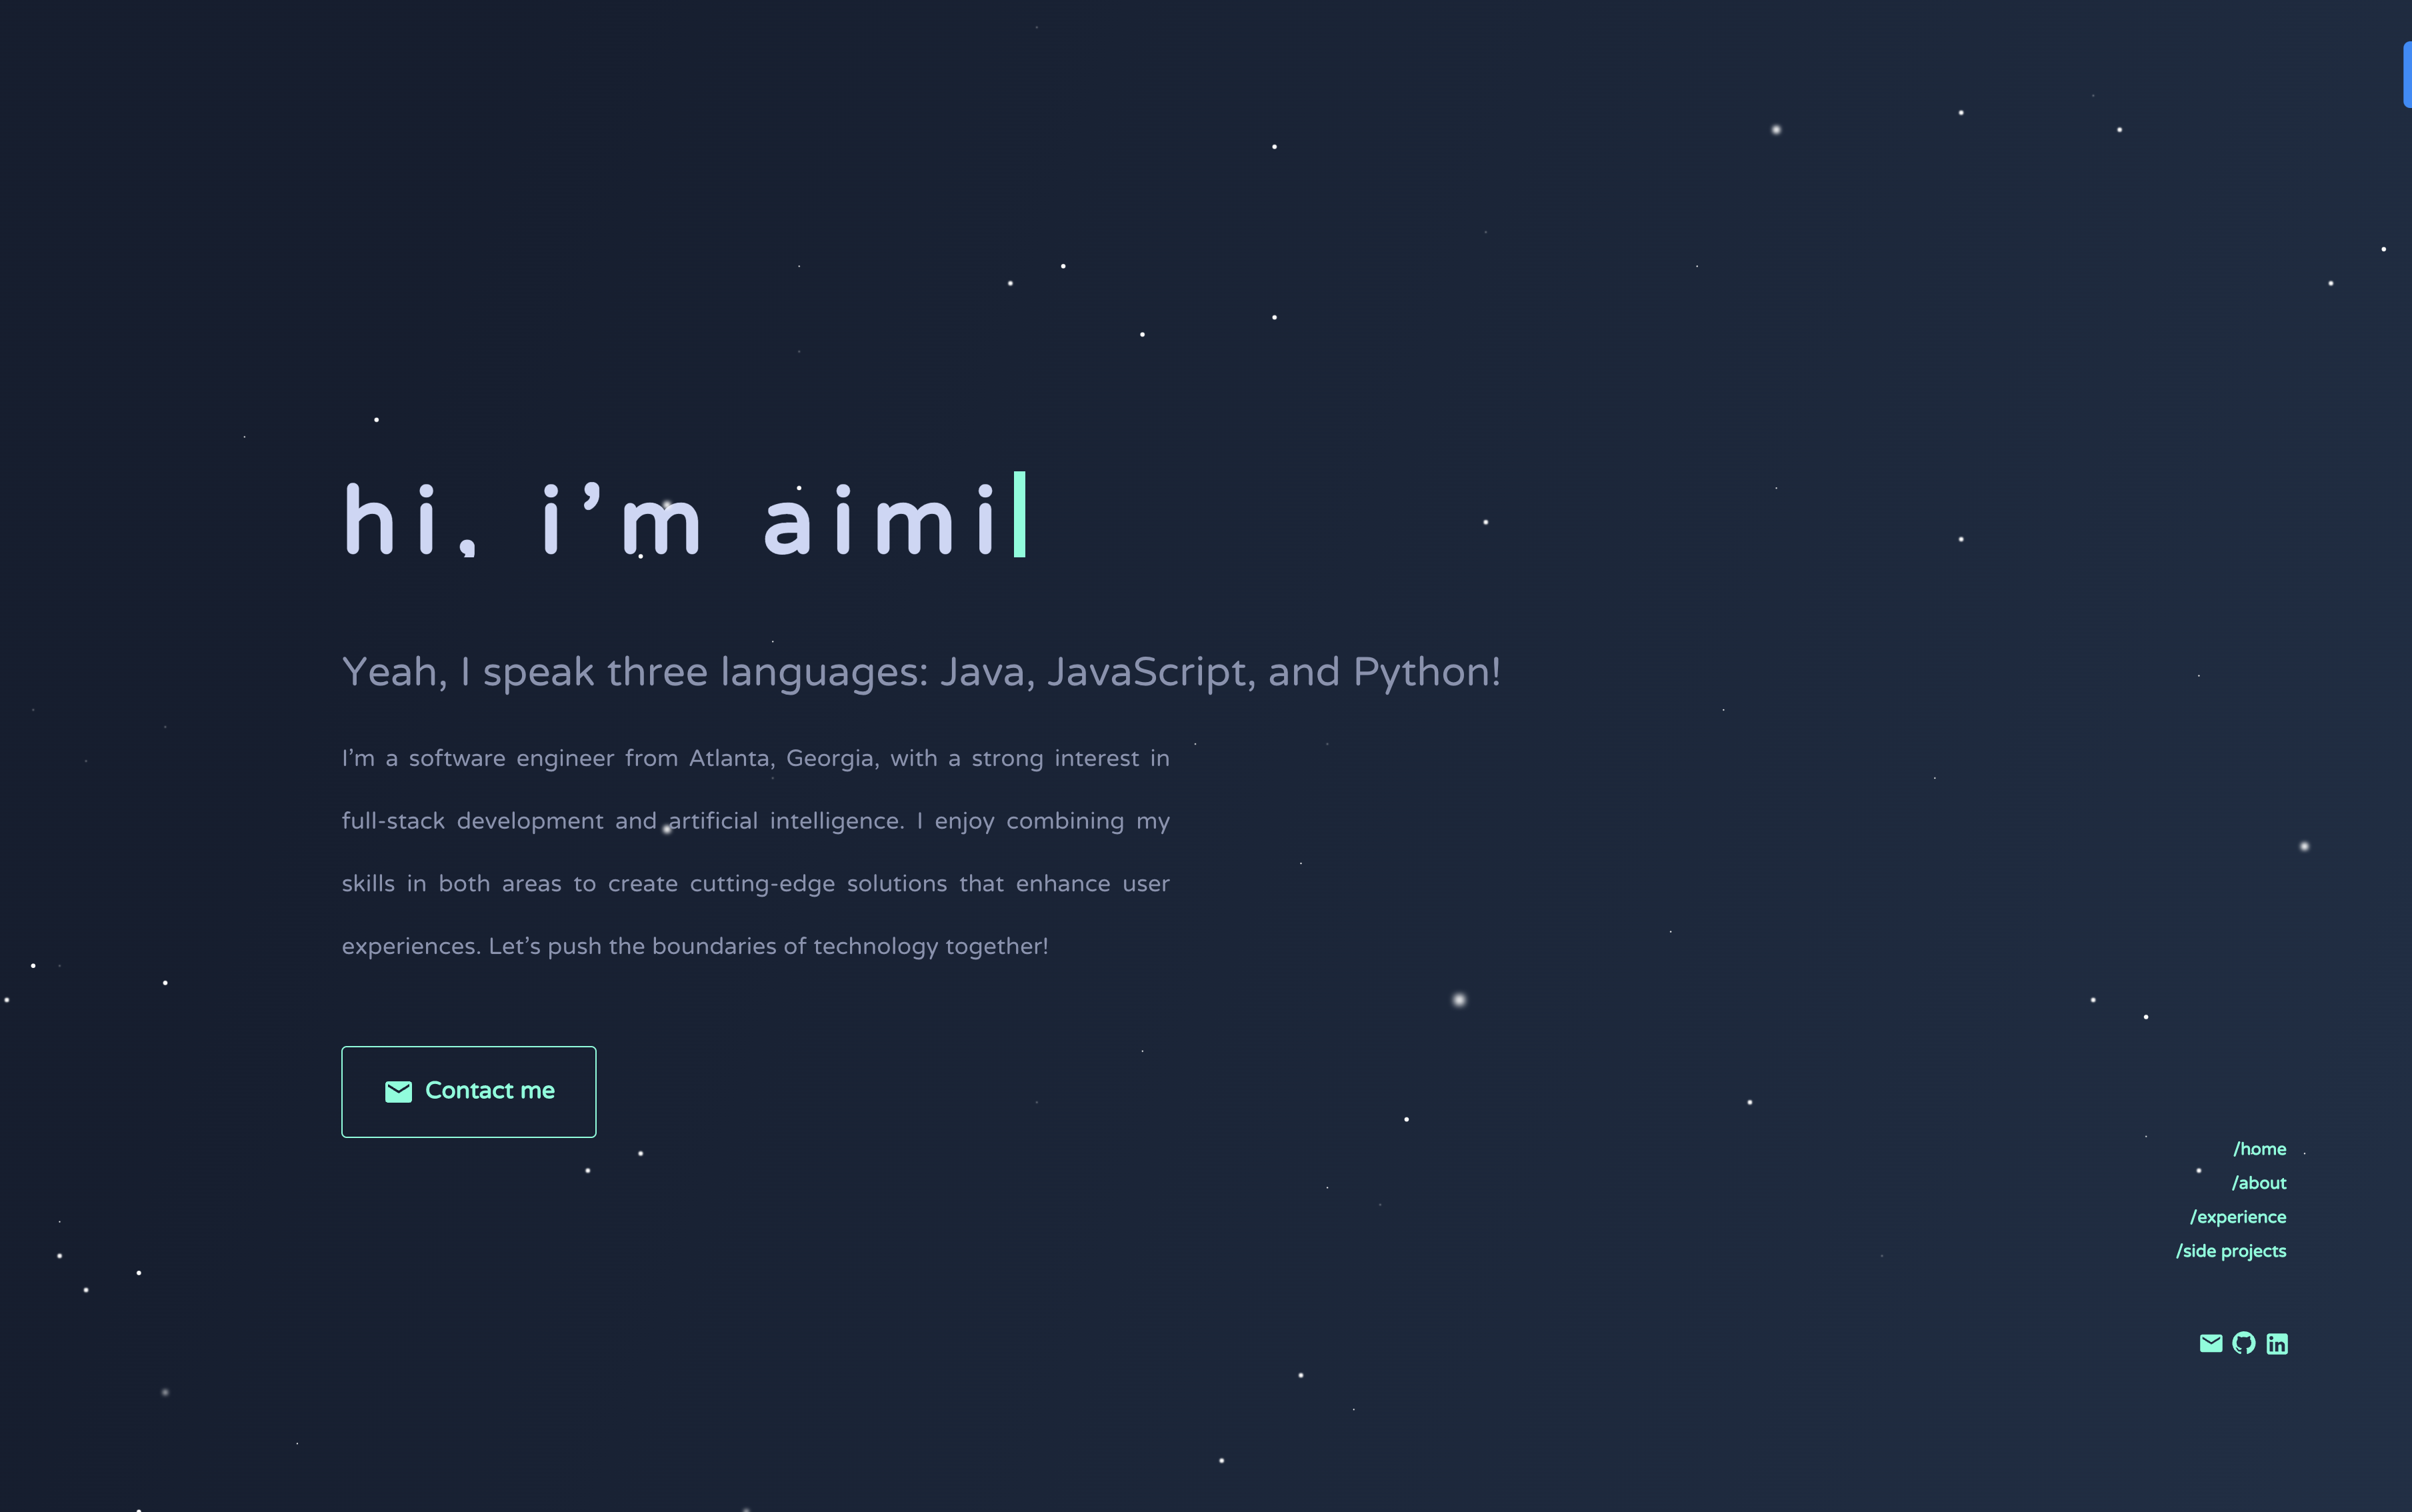 hi, i’m aimi
Yeah, I speak three languages: Java, JavaScript, and Python!
I’m a software engineer from Atlanta, Georgia, with a strong interest in
full-stack development and artificial intelligence. I enjoy combining my
skills in both areas to create cutting-edge solutions that enhance user
experiences. Let’s push the boundaries of technology together!
Contact me
/home
/about
/experience
/side projects
in